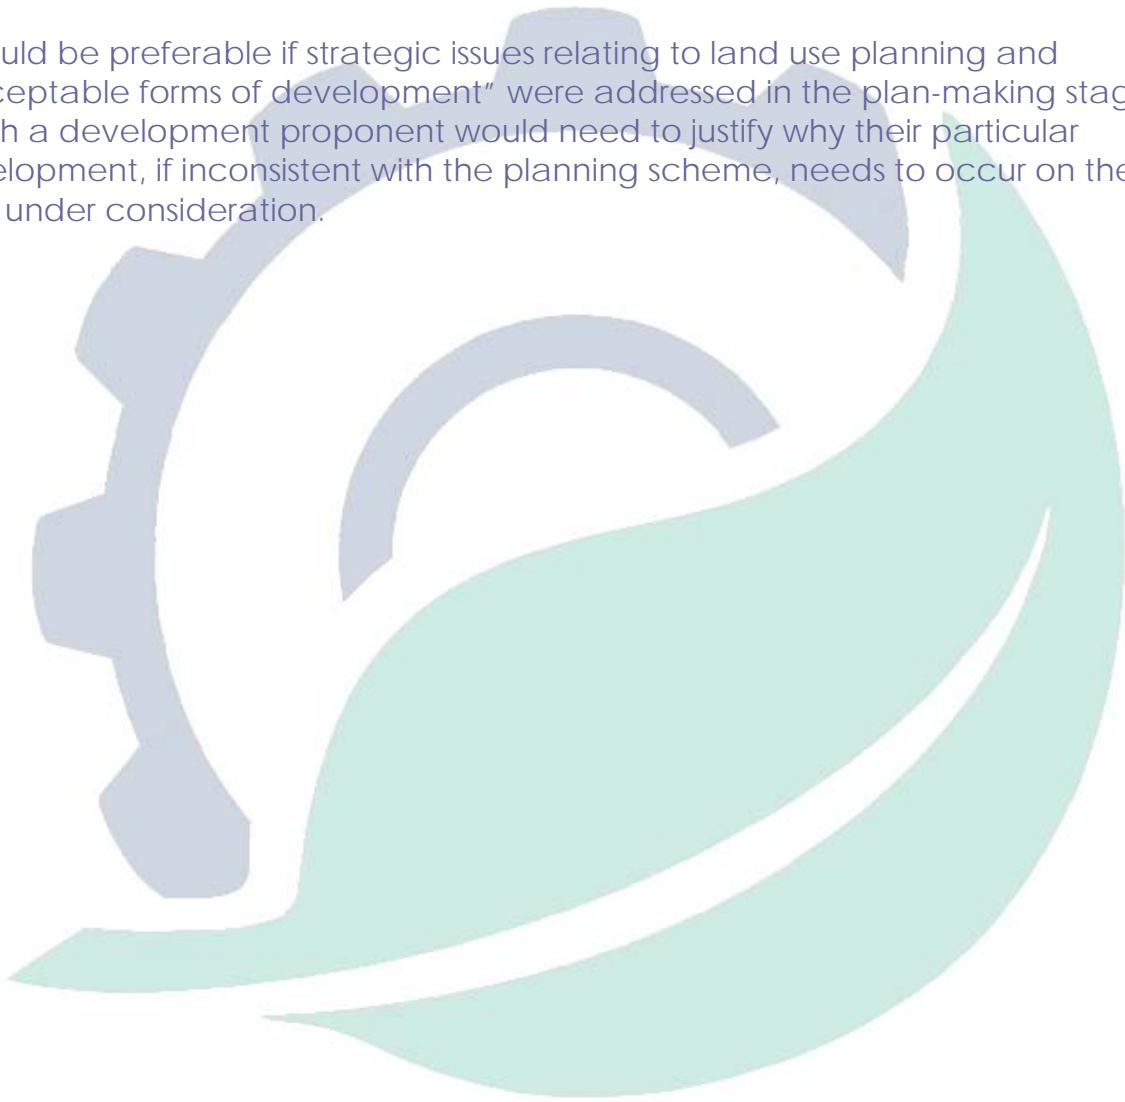 uld be preferable if strategic issues relating to land use planning and
ceptable forms of development” were addressed in the plan-making stag
h a development proponent would need to justify why their particular
elopment, if inconsistent with the planning scheme, needs to occur on the
under consideration.